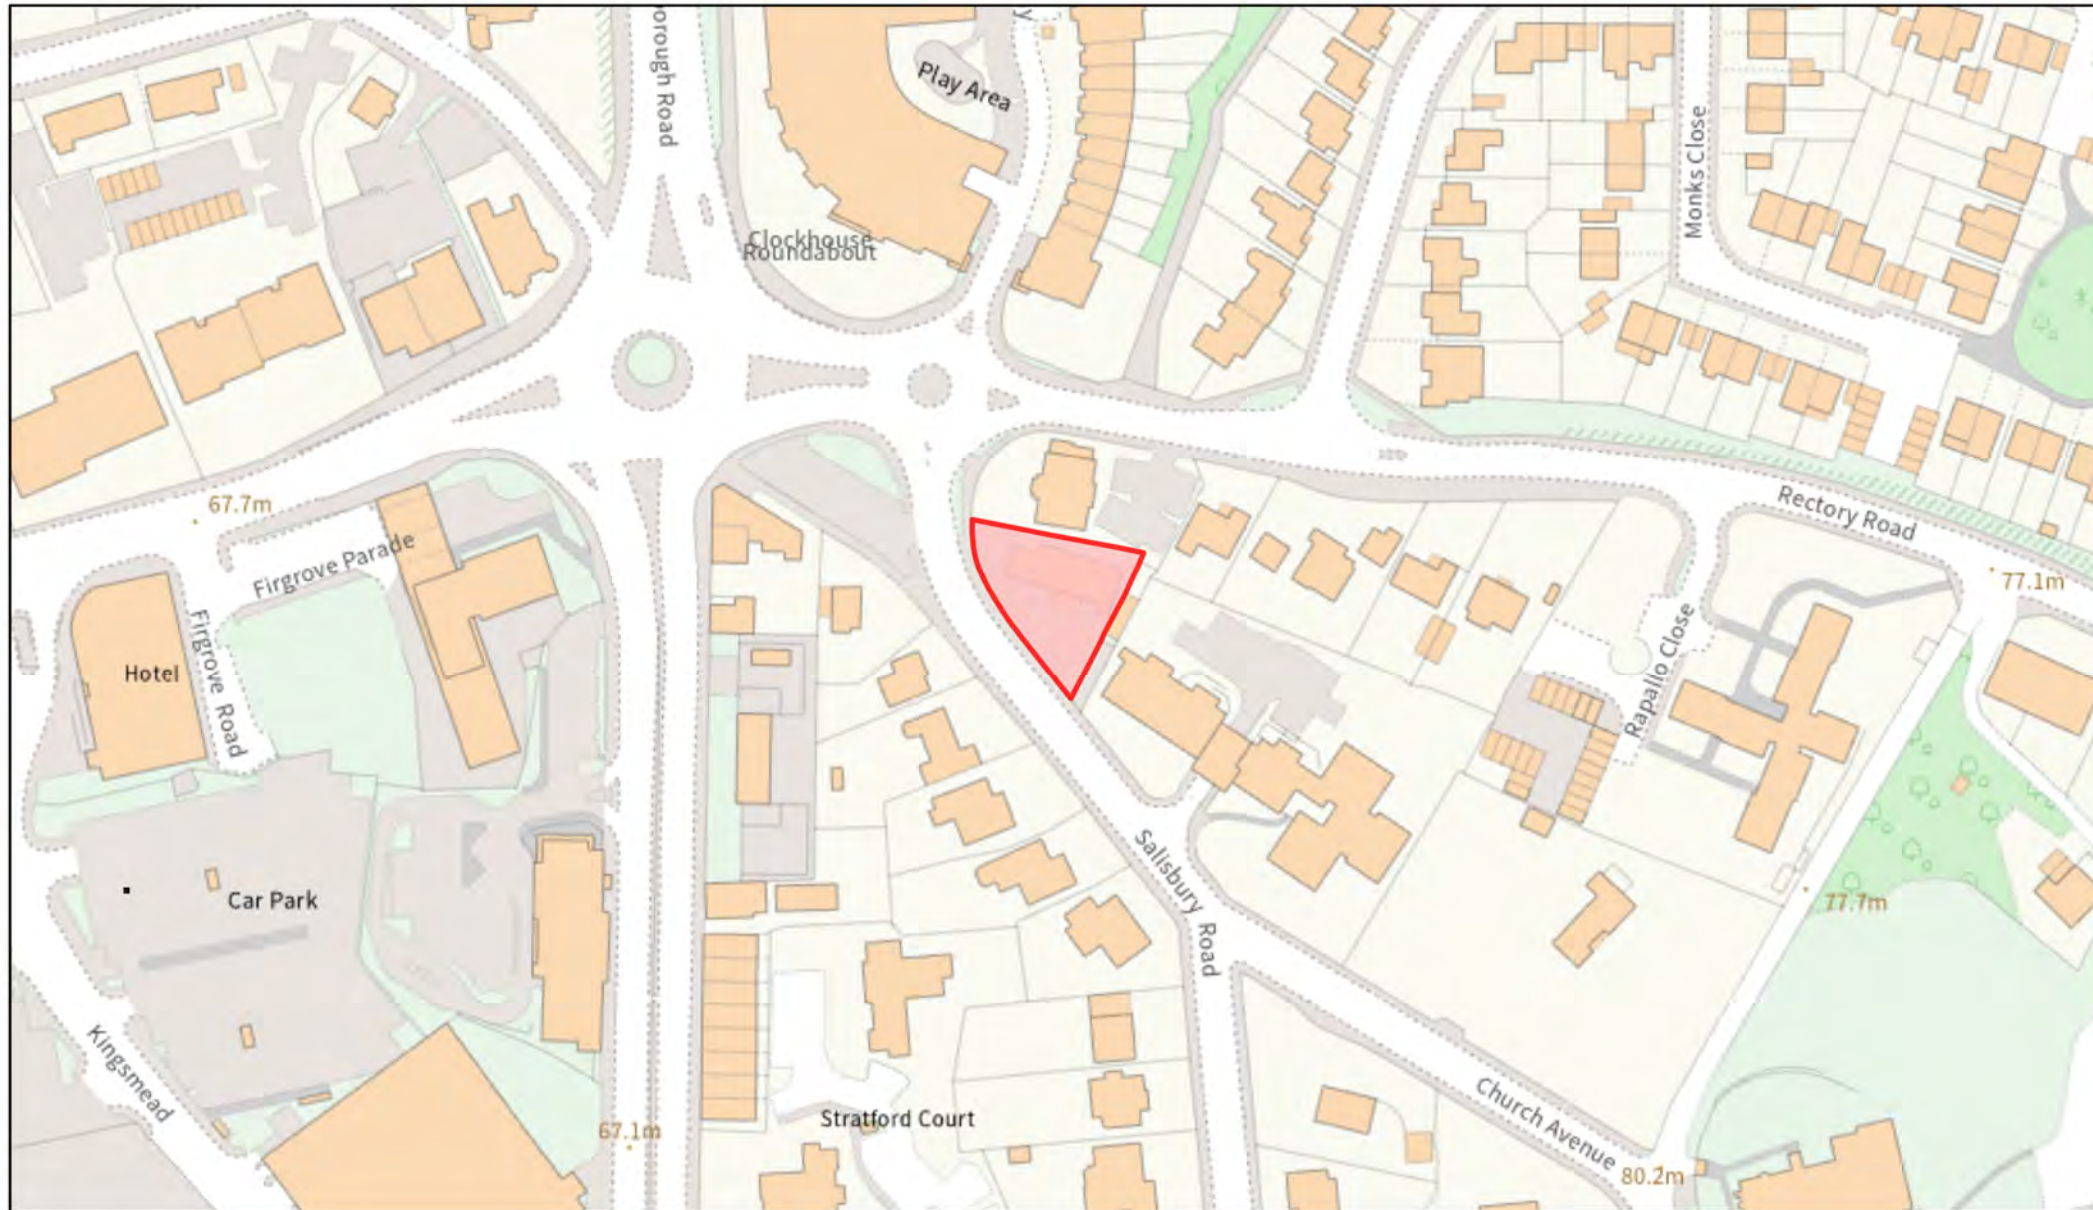 orough Road
y
Play Area
Clockhouse
Roundabout
Monks Close
67.7m
Firgrove Parade
Rectory Road
77.1m
Hotel
Firgrove Road
Rapallo Close
Car Park
Salisbury Road
77.7m
Kingsmead
Stratford Court
67.1m
Church Avenue
80.2m